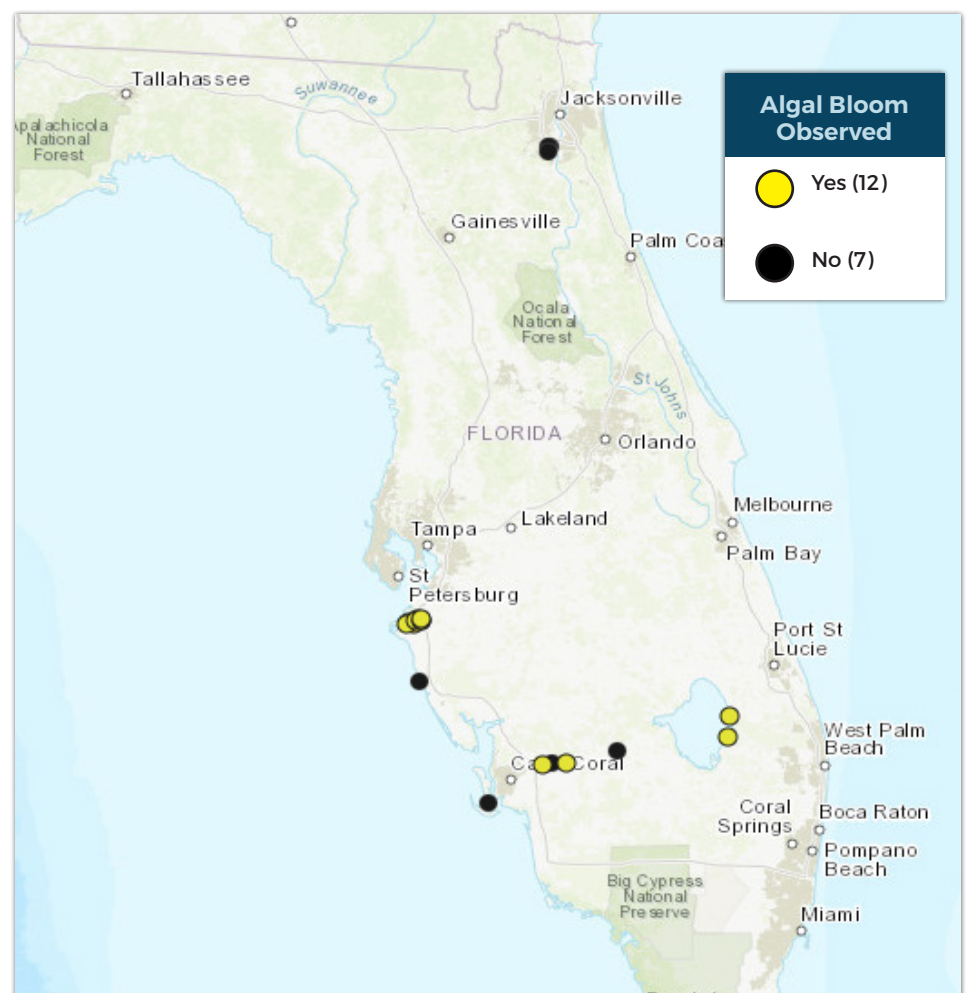 Tallahassee
Suwannee
Jacksonville
Apalachicola
National
Forest
Algal Bloom
Observed
Yes (12)
No (7)
Gainesville
Palm Coa
Ocala
National
Forest
St Johns
FLORIDA
Orlando
Melbourne
Lakeland
Tampa
Palm Bay
St
Petersburg
Port St
Lucie
West Palm
Beach
Ca Coral
Coral
Springs
Boca Raton
Pompano
Beach
Big Cypress
National
Preserve
Miami